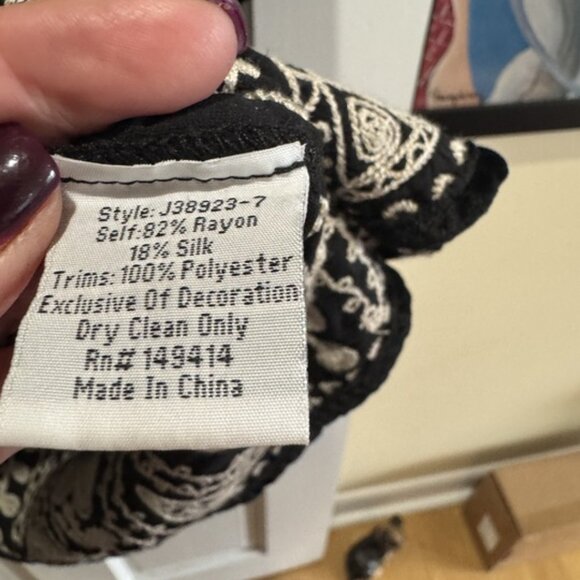 Style: J38923-7
Self:82% Rayon
18% Silk
Trims: 100% Polyester
Exclusive Of Decoration
Dry Clean Only
Rn# 149414
Made In China